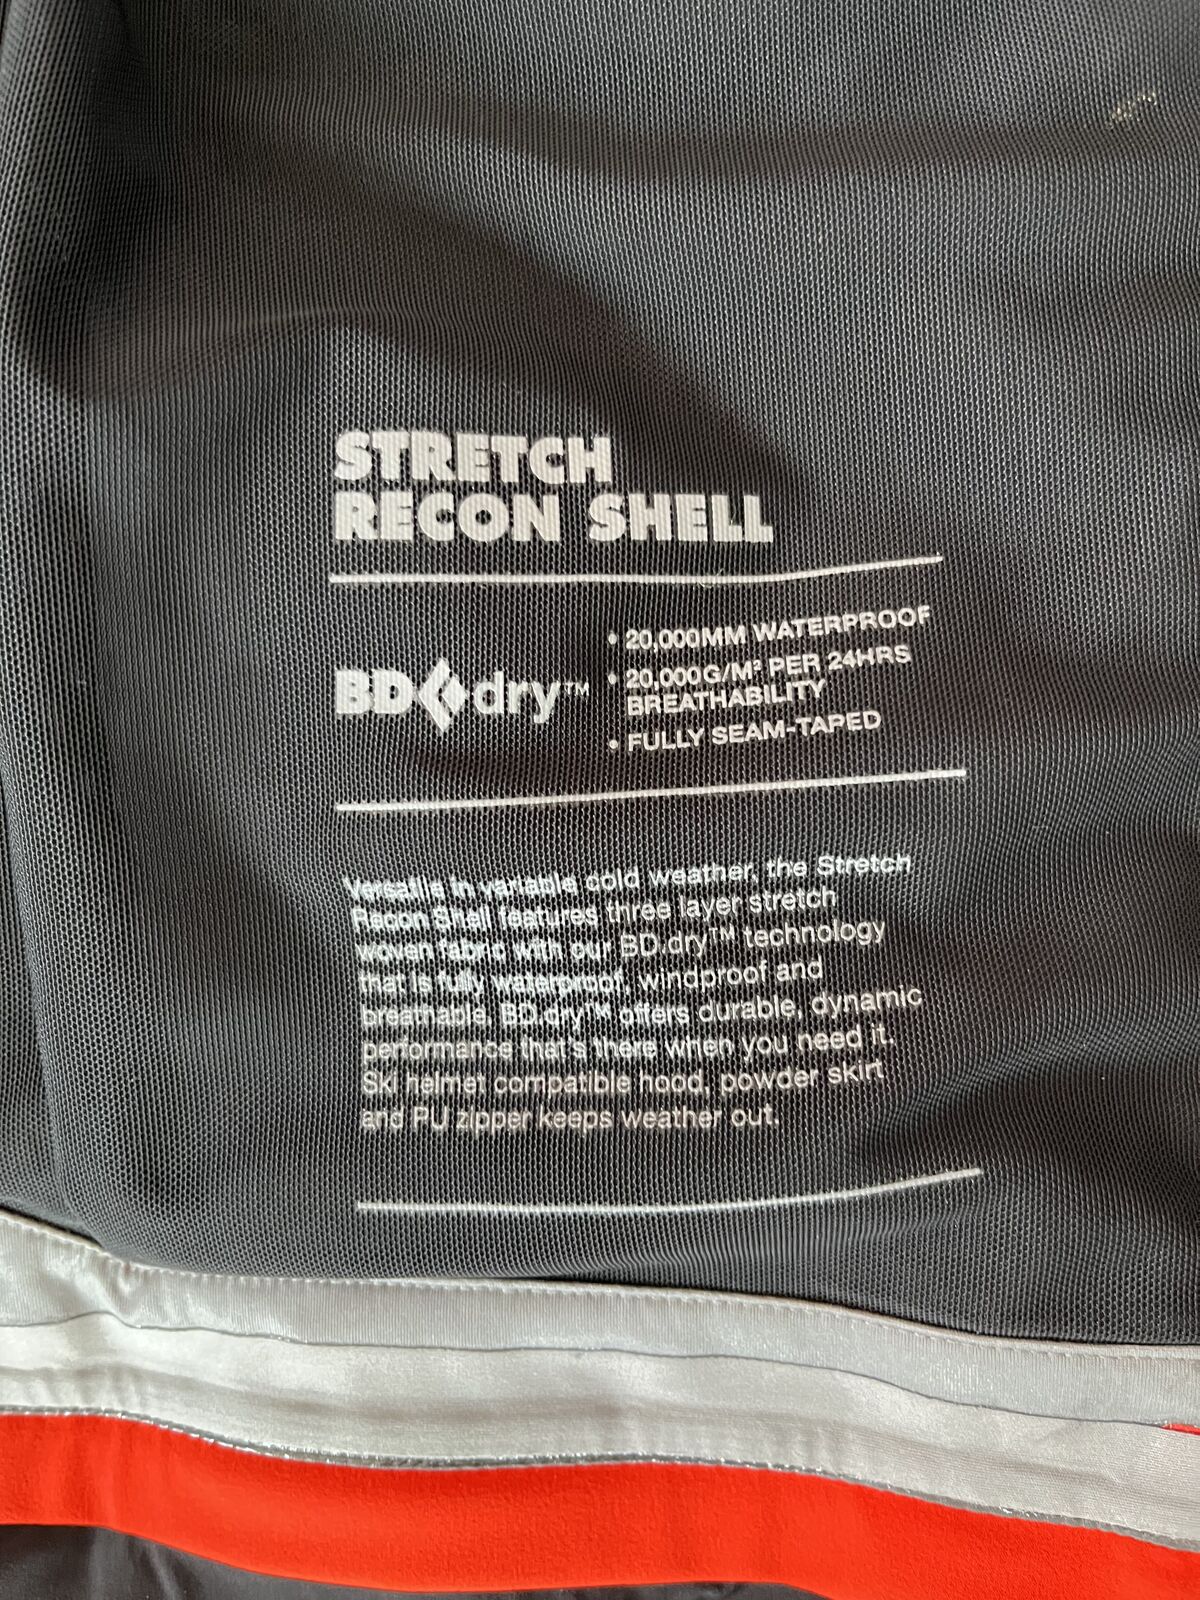 STRETCH
RECON SHELL
BD dry™
• 20,000MM WATERPROOF
• 20,000G/M² PER 24HRS
BREATHABILITY
• FULLY SEAM-TAPED
Versatile in variable cold weather, the Stretch
Recon Shell features three layer stretch
woven fabric with our BD.dry™ technology
that is fully waterproof, windproof and
breathable. BD.dry™ offers durable, dynamic
performance that's there when you need it.
Ski helmet compatible hood, powder skirt
and PU zipper keeps weather out.